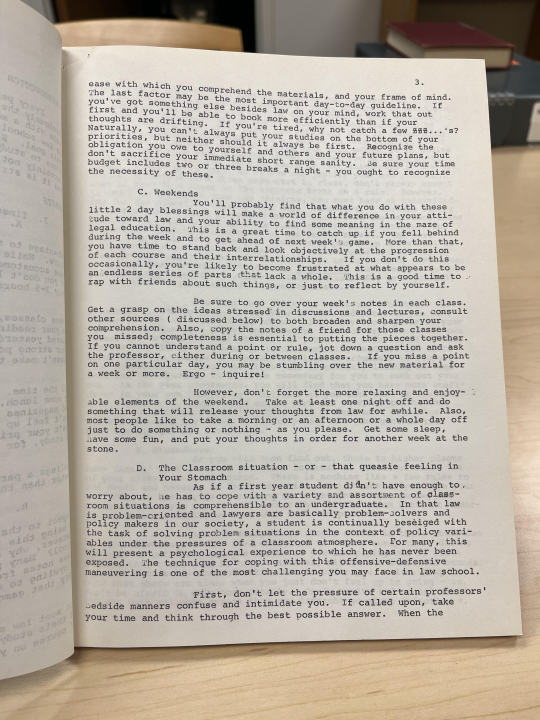 3.
ease with which you comprehend the materials, and your frame of mind.
The last factor may be the most important day-to-day guideline. If
you've got something else besides law on your mind, work that out
first and you'll be able to book more efficiently than if your
thoughts are drifting. If you're tired, why not catch a few ...'s?
Naturally, you can't always put your studies on the bottom of your
priorities, but neither should it always be first. Recognize the
obligation you owe to yourself and others and your future plans, but
don't sacrifice your immediate short range sanity. Be sure your time
budget includes two or three breaks a night - you ought to recognize
the necessity of these.
C. Weekends
You'll probably find that what you do with these
little 2 day blessings will make a world of difference in your atti-
tude toward law and your ability to find some meaning in the maze of
legal education. This is a great time to catch up if you fell behind
during the week and to get ahead of next week's game. More than that,
you have time to stand back and look objectively at the progression
of each course and their interrelationships. If you don't do this
occasionally, you're likely to become frustrated at what appears to be
an endless series of parts that lack a whole. This is a good time to
rap with friends about such things, or just to reflect by yourself.
Be sure to go over your week's notes in each class.
Get a grasp on the ideas stressed in discussions and lectures, consult
other sources ( discussed below) to both broaden and sharpen your
comprehension. Also, copy the notes of a friend for those classes
you missed; completeness is essential to putting the pieces together.
If you cannot understand a point or rule, jot down a question and ask
the professor, either during or between classes. If you miss a point
on one particular day, you may be stumbling over the new material for
a week or more. Ergo - inquire!
However, don't forget the more relaxing and enjoy-
able elements of the weekend. Take at least one night off and do
something that will release your thoughts from law for awhile. Also,
most people like to take a morning or an afternoon or a whole day off
just to do something or nothing - as you please. Get some sleep,
have some fun, and put your thoughts in order for another week at the
stone.
D. The Classroom situation - or - that queasie feeling in
Your Stomach
As if a first year student didn't have enough to
worry about, he has to cope with a variety and assortment of class-
room situations is comprehensible to an undergraduate. In that law
is problem-oriented and lawyers are basically problem-solvers and
policy makers in our society, a student is continually beseiged with
the task of solving problem situations in the context of policy vari-
ables under the pressures of a classroom atmosphere. For many, this
will present a psychological experience to which he has never been
exposed. The technique for coping with this offensive-defensive
maneuvering is one of the most challenging you may face in law school.
First, don't let the pressure of certain professors'
bedside manners confuse and intimidate you. If called upon, take
your time and think through the best possible answer. When the